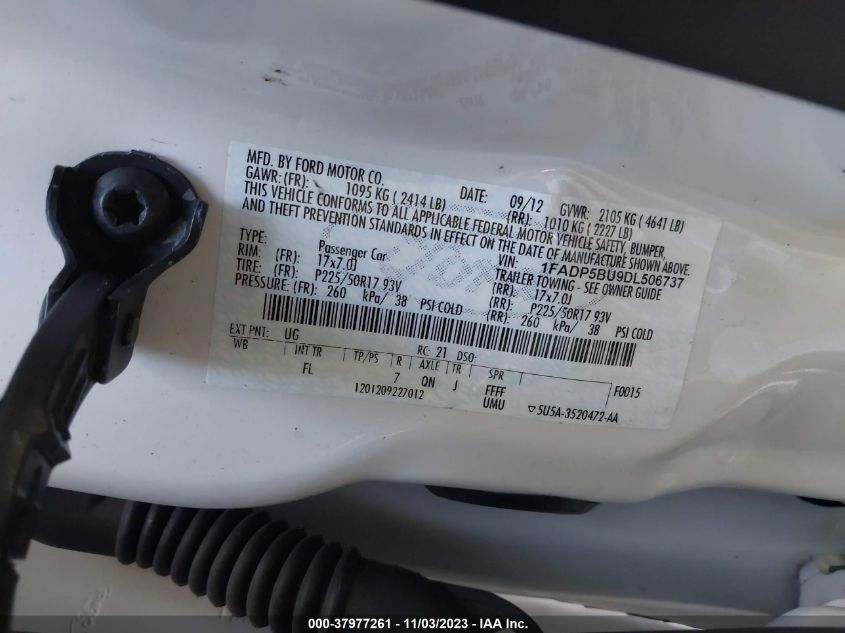 MFD. BY FORD MOTOR CO. DATE: 09/12 GVWR: 2105 KG ( 4641 LB)
GAWR: (FR): 1095 KG ( 2414 LB) (RR): 1010 KG ( 2227 LB)
THIS VEHICLE CONFORMS TO ALL APPLICABLE FEDERAL MOTOR VEHICLE SAFETY, BUMPER,
AND THEFT PREVENTION STANDARDS IN EFFECT ON THE DATE OF MANUFACTURE SHOWN ABOVE.
VIN: 1FADP5BU9DL506737
TYPE: Passenger Car TRAILER TOWING - SEE OWNER GUIDE
RIM: (FR): 17x7.0J (RR): 17x7.0J
TIRE: (FR): P225/50R17 93V (RR): P225/50R17 93V
PRESSURE: (FR): 260 kPa/ 38 PSI COLD (RR): 260 kPa/ 38 PSI COLD
EXT PNT: UG RC: 21 DSO:
WB INT TR TP/PS R AXLE TR SPR F0015
FL 7 QN J FFFF
1201209227012 UMU ▽5U5A-3520472-AA
000-37977261 - 11/03/2023 - IAA Inc.